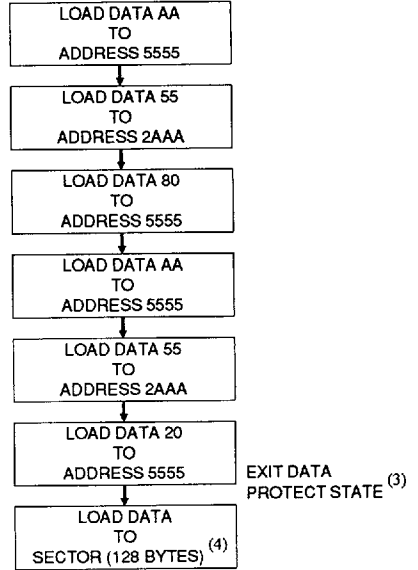 LOAD DATA AA
TO
ADDRESS 5555
LOAD DATA 55
TO
ADDRESS 2AAA
LOAD DATA 80
TO
ADDRESS 5555
LOAD DATA AA
TO
ADDRESS 5555
LOAD DATA 55
TO
ADDRESS 2AAA
LOAD DATA 20
TO
ADDRESS 5555
EXIT DATA
PROTECT STATE (3)
LOAD DATA
TO
SECTOR (128 BYTES) (4)